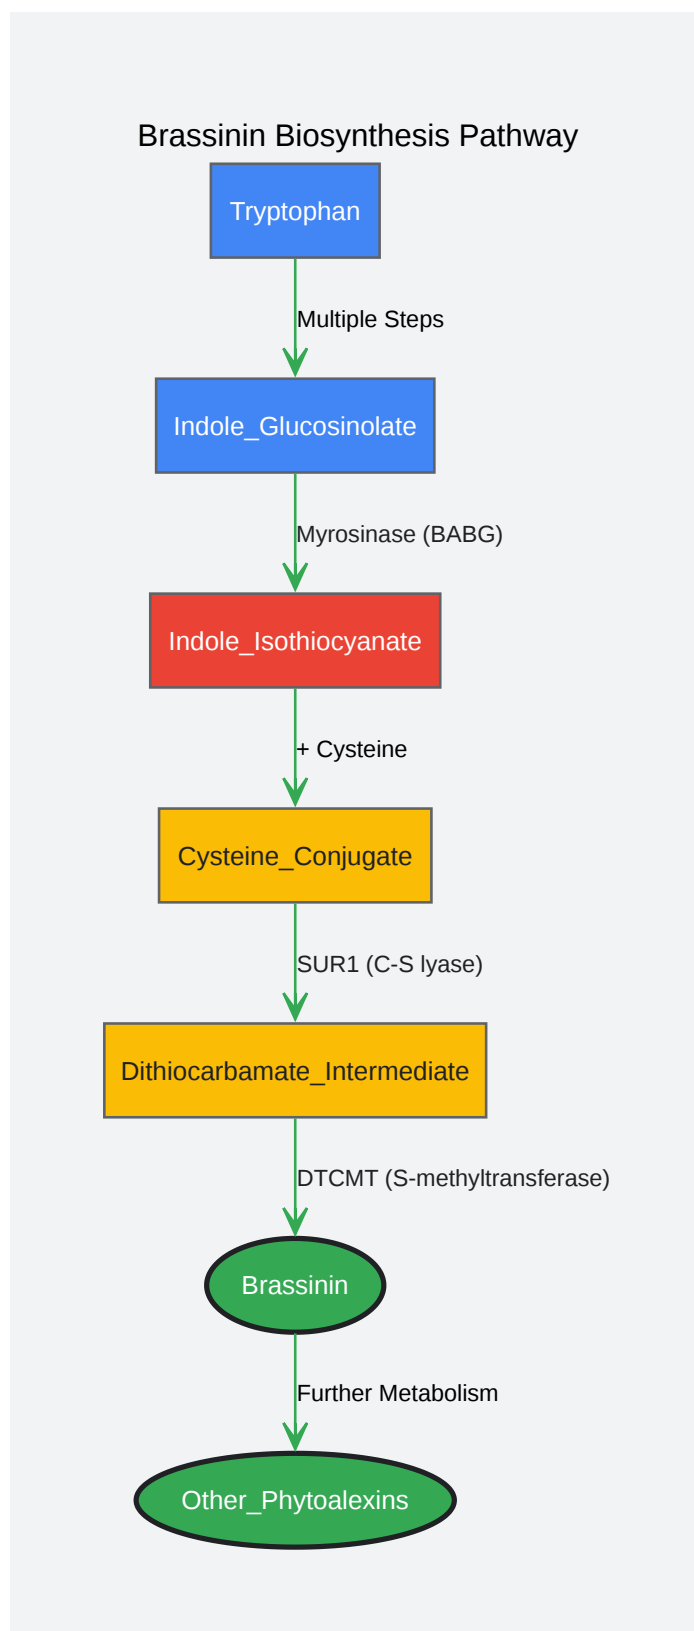 Brassinin Biosynthesis Pathway
Tryptophan
Multiple Steps
Indole_Glucosinolate
Myrosinase (BABG)
Indole_Isothiocyanate
+ Cysteine
Cysteine_Conjugate
SUR1 (C-S lyase)
Dithiocarbamate_Intermediate
DTCMT (S-methyltransferase)
Brassinin
Further Metabolism
Other_Phytoalexins